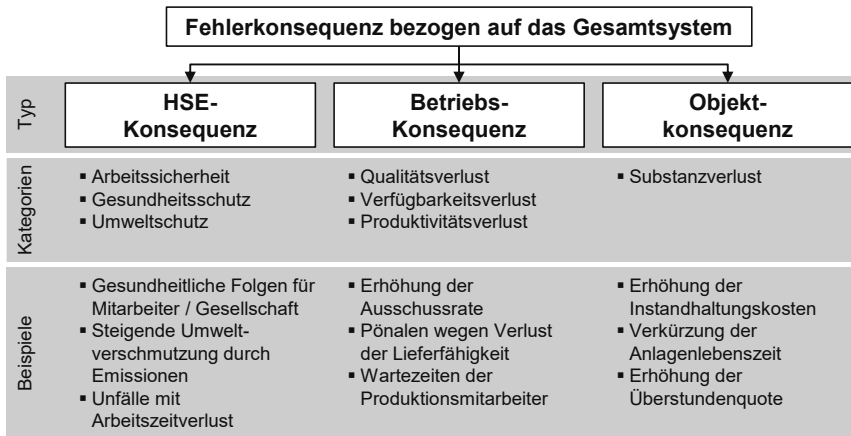 Fehlerkonsequenz bezogen auf das Gesamtsystem
Typ
HSE-
Konsequenz
Betriebs-
Konsequenz
Objekt-
konsequenz
Kategorien
▪ Arbeitssicherheit
▪ Gesundheitsschutz
▪ Umweltschutz
▪ Qualitätsverlust
▪ Verfügbarkeitsverlust
▪ Produktivitätsverlust
▪ Substanzverlust
Beispiele
▪ Gesundheitliche Folgen für
Mitarbeiter / Gesellschaft
▪ Steigende Umwelt-
verschmutzung durch
Emissionen
▪ Unfälle mit
Arbeitszeitverlust
▪ Erhöhung der
Ausschussrate
▪ Pönalen wegen Verlust
der Lieferfähigkeit
▪ Wartezeiten der
Produktionsmitarbeiter
▪ Erhöhung der
Instandhaltungskosten
▪ Verkürzung der
Anlagenlebenszeit
▪ Erhöhung der
Überstundenquote